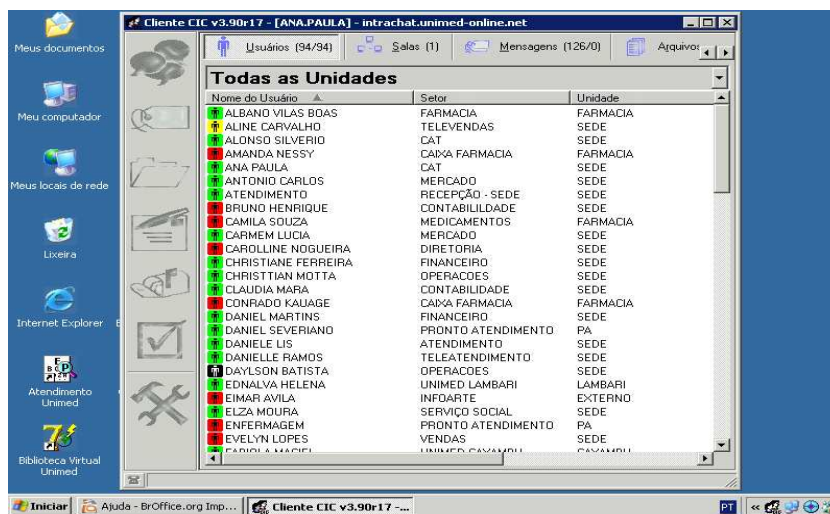 Meus documentos
Meu computador
Meus locais de rede
Lixeira
Internet Explorer
Atendimento
Unimed
Biblioteca Virtual
Unimed
Cliente CIC v3.90r17 - [ANA.PAULA] - intrachat.unimed-online.net
Usuários (94/94) Salas (1) Mensagens (126/0) Arquivos
Todas as Unidades
Nome do Usuário Setor Unidade
ALBANO VILAS BOAS FARMACIA FARMACIA
ALINE CARVALHO TELEVENDAS SEDE
ALONSO SILVERIO CAT SEDE
AMANDA NESSY CAIXA FARMACIA FARMACIA
ANA PAULA CAT SEDE
ANTONIO CARLOS MERCADO SEDE
ATENDIMENTO RECEPÇÃO - SEDE SEDE
BRUNO HENRIQUE CONTABILILDADE SEDE
CAMILA SOUZA MEDICAMENTOS FARMACIA
CARMEM LUCIA MERCADO SEDE
CAROLLINE NOGUEIRA DIRETORIA SEDE
CHRISTIANE FERREIRA FINANCEIRO SEDE
CHRISTTIAN MOTTA OPERACOES SEDE
CLAUDIA MARA CONTABILIDADE SEDE
CONRADO KAUAGE CAIXA FARMACIA FARMACIA
DANIEL MARTINS FINANCEIRO SEDE
DANIEL SEVERIANO PRONTO ATENDIMENTO PA
DANIELE LIS ATENDIMENTO SEDE
DANIELLE RAMOS TELEATENDIMENTO SEDE
DAYLSON BATISTA OPERACOES SEDE
EDNALVA HELENA UNIMED LAMBARI LAMBARI
EIMAR AVILA INFOARTE EXTERNO
ELZA MOURA SERVIÇO SOCIAL SEDE
ENFERMAGEM PRONTO ATENDIMENTO PA
EVELYN LOPES VENDAS SEDE
Iniciar Ajuda - BrOffice.org Imp... Cliente CIC v3.90r17 -... PT «